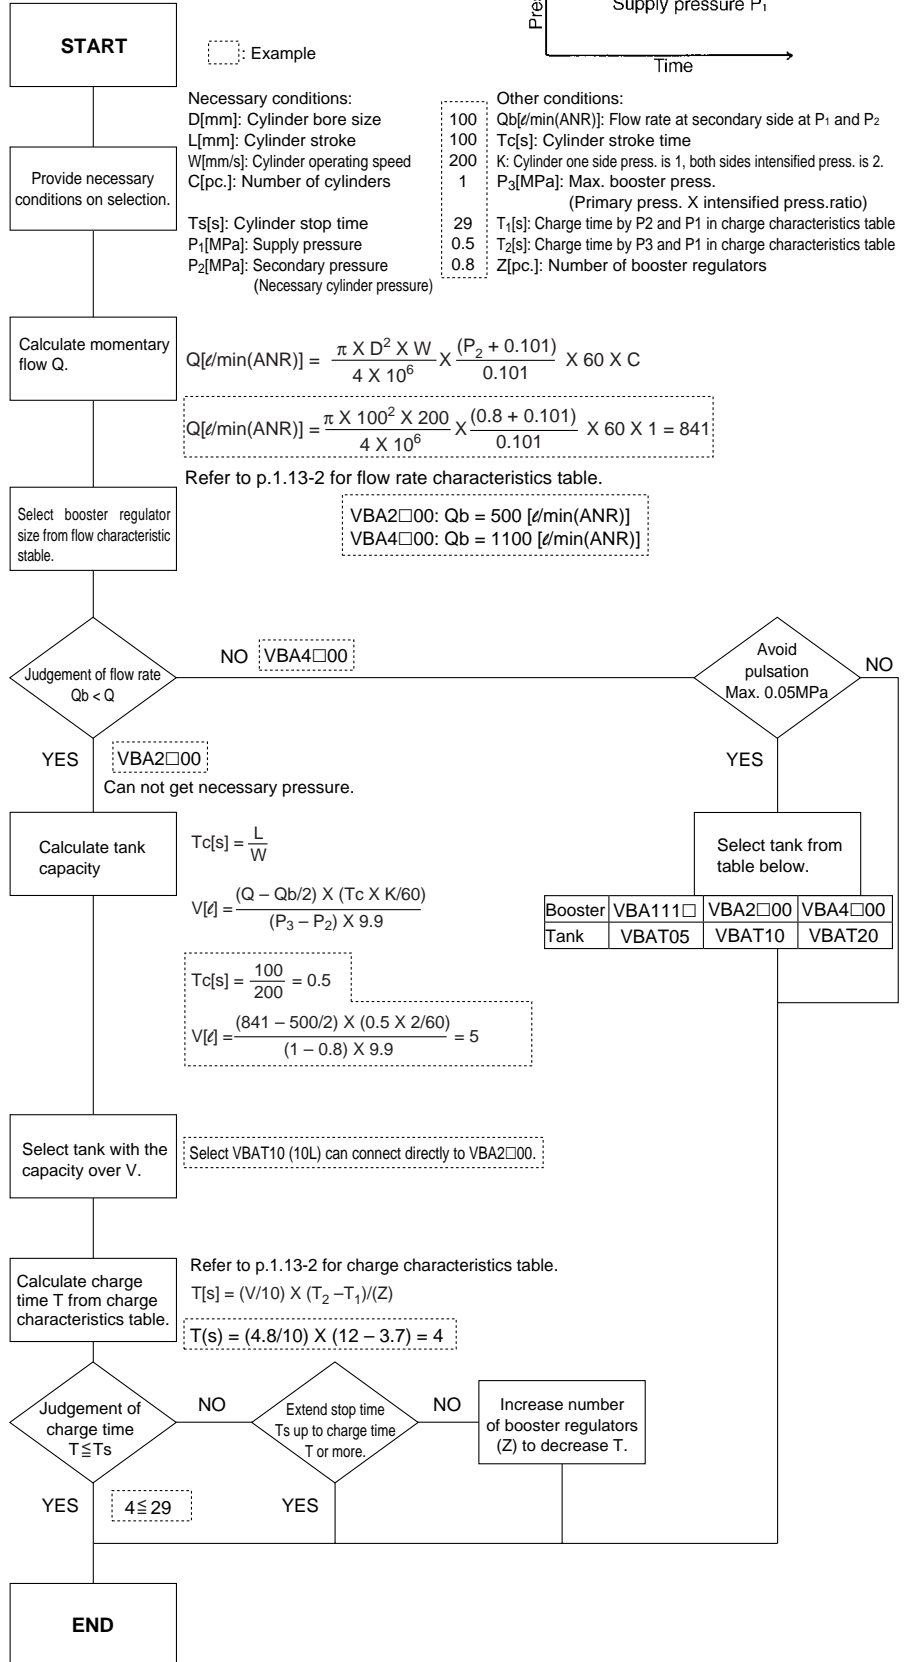 Supply pressure P₁
Pres
Time
START
: Example
Necessary conditions:
D[mm]: Cylinder bore size 100
L[mm]: Cylinder stroke 100
W[mm/s]: Cylinder operating speed 200
C[pc.]: Number of cylinders 1
Ts[s]: Cylinder stop time 29
P₁[MPa]: Supply pressure 0.5
P₂[MPa]: Secondary pressure 0.8
(Necessary cylinder pressure)
Other conditions:
Qb[ℓ/min(ANR)]: Flow rate at secondary side at P₁ and P₂
Tc[s]: Cylinder stroke time
K: Cylinder one side press. is 1, both sides intensified press. is 2.
P₃[MPa]: Max. booster press.
(Primary press. X intensified press.ratio)
T₁[s]: Charge time by P2 and P1 in charge characteristics table
T₂[s]: Charge time by P3 and P1 in charge characteristics table
Z[pc.]: Number of booster regulators
Provide necessary
conditions on selection.
Calculate momentary
flow Q.
Q[ℓ/min(ANR)] = π X D² X W / 4 X 10⁶ X (P₂ + 0.101) / 0.101 X 60 X C
Q[ℓ/min(ANR)] = π X 100² X 200 / 4 X 10⁶ X (0.8 + 0.101) / 0.101 X 60 X 1 = 841
Refer to p.1.13-2 for flow rate characteristics table.
Select booster regulator
size from flow characteristic
stable.
VBA2□00: Qb = 500 [ℓ/min(ANR)]
VBA4□00: Qb = 1100 [ℓ/min(ANR)]
Judgement of flow rate
Qb < Q
NO VBA4□00
Avoid
pulsation
Max. 0.05MPa
NO
YES VBA2□00
Can not get necessary pressure.
YES
Calculate tank
capacity
Tc[s] = L / W
V[ℓ] = (Q – Qb/2) X (Tc X K/60) / (P₃ – P₂) X 9.9
Tc[s] = 100 / 200 = 0.5
V[ℓ] = (841 – 500/2) X (0.5 X 2/60) / (1 – 0.8) X 9.9 = 5
Select tank from
table below.
Booster VBA111□ VBA2□00 VBA4□00
Tank VBAT05 VBAT10 VBAT20
Select tank with the
capacity over V.
Select VBAT10 (10L) can connect directly to VBA2□00.
Calculate charge
time T from charge
characteristics table.
Refer to p.1.13-2 for charge characteristics table.
T[s] = (V/10) X (T₂ –T₁)/(Z)
T(s) = (4.8/10) X (12 – 3.7) = 4
Judgement of
charge time
T≦Ts
NO
Extend stop time
Ts up to charge time
T or more.
NO
Increase number
of booster regulators
(Z) to decrease T.
YES 4≦29
YES
END